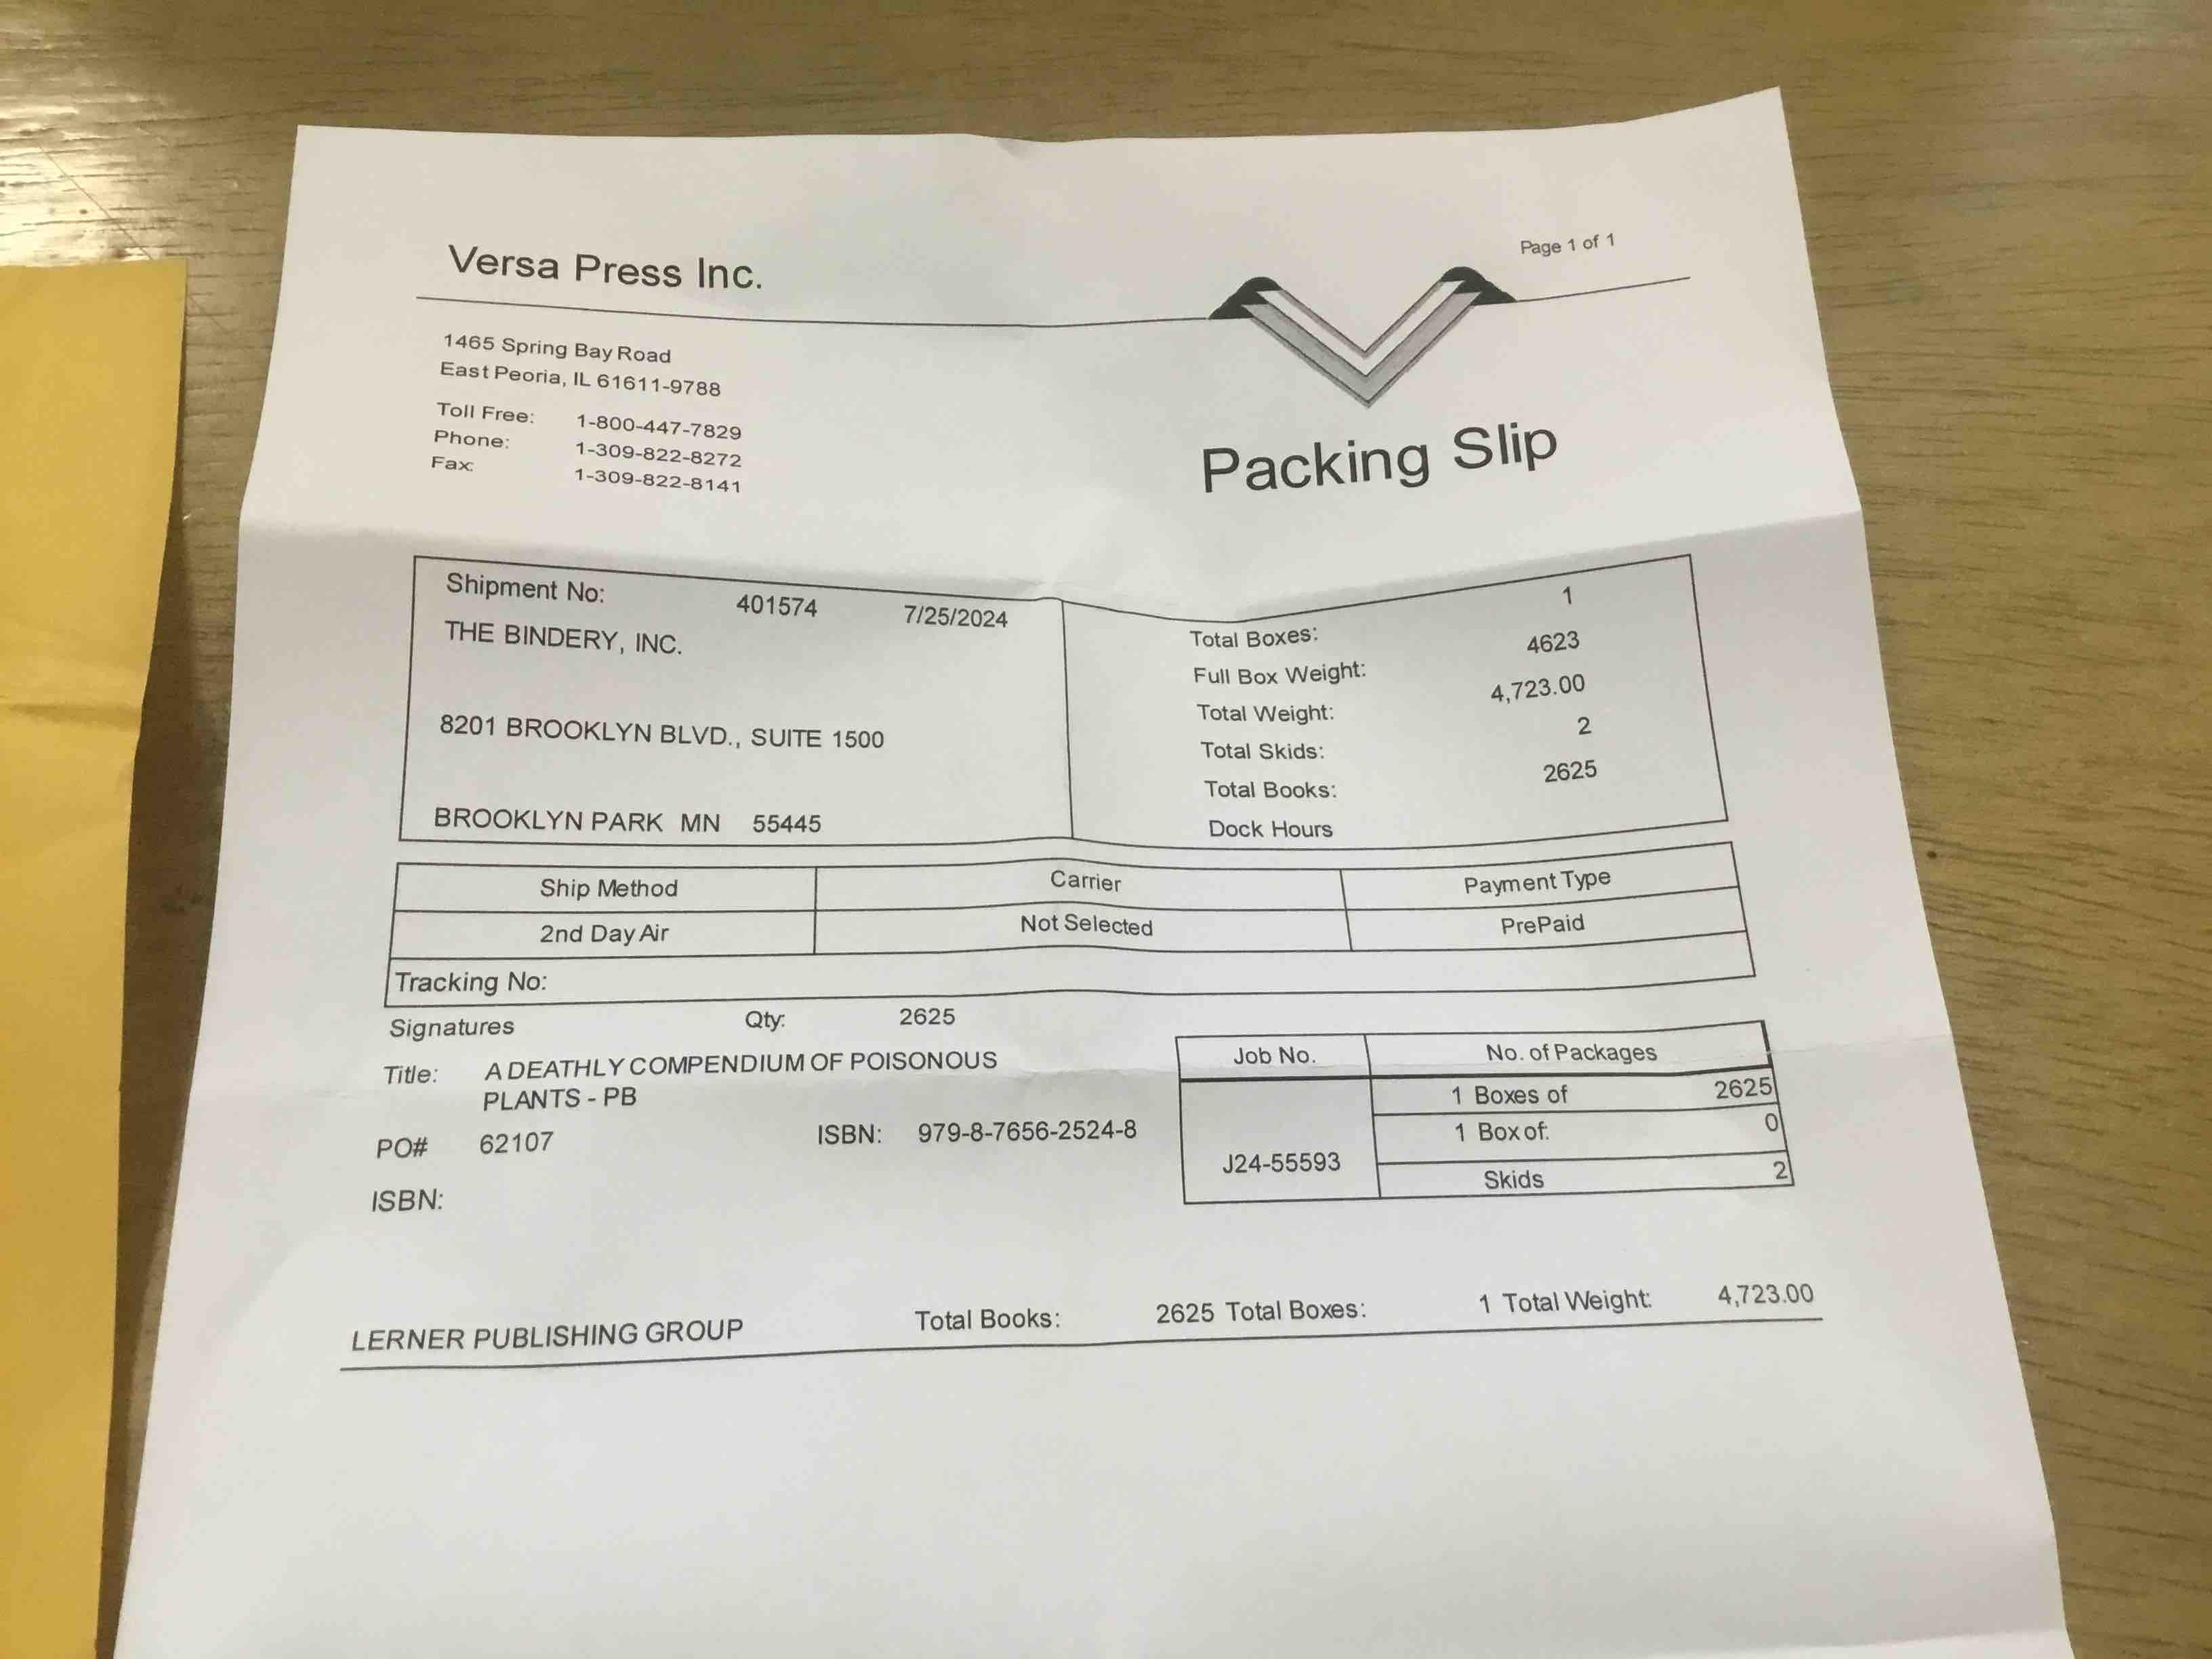 Page 1 of 1
Versa Press Inc.
1465 Spring Bay Road
East Peoria, IL 61611-9788
Toll Free: 1-800-447-7829
Phone: 1-309-822-8272
Fax: 1-309-822-8141
Packing Slip
Shipment No: 401574 7/25/2024
THE BINDERY, INC.
8201 BROOKLYN BLVD., SUITE 1500
BROOKLYN PARK MN 55445
Total Boxes: 1
Full Box Weight: 4623
Total Weight: 4,723.00
Total Skids: 2
Total Books: 2625
Dock Hours
Ship Method Carrier Payment Type
2nd Day Air Not Selected PrePaid
Tracking No:
Signatures Qty: 2625
Title: A DEATHLY COMPENDIUM OF POISONOUS
PLANTS - PB
PO# 62107 ISBN: 979-8-7656-2524-8
ISBN:
Job No. No. of Packages
J24-55593
1 Boxes of 2625
1 Box of: 0
Skids 2
LERNER PUBLISHING GROUP Total Books: 2625 Total Boxes: 1 Total Weight: 4,723.00